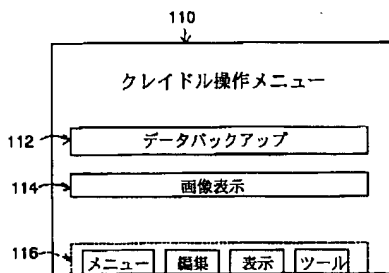 110
クレイドル操作メニュー
112 データバックアップ
114 画像表示
116 メニュー 編集 表示 ツール